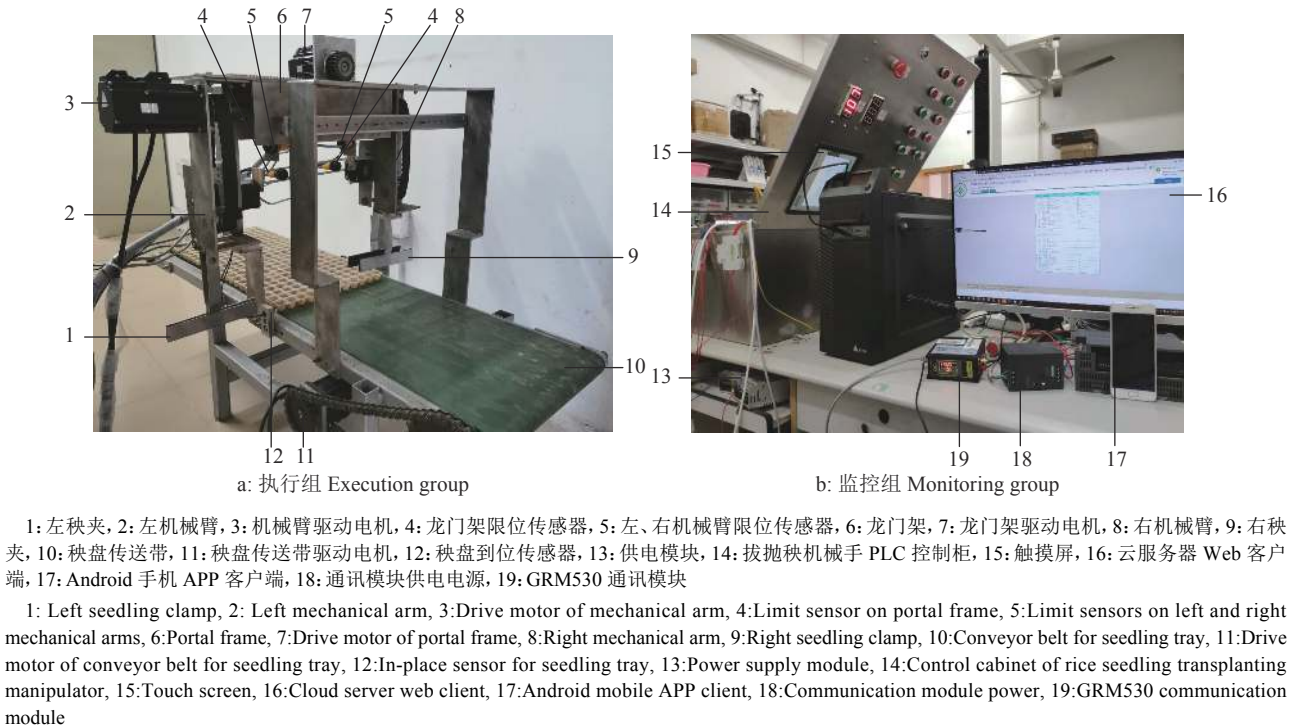 4 5 6 7 5 4 8
3
2
1
9
10
12 11
15
14
13
16
19 18 17
107
a: 执行组 Execution group
b: 监控组 Monitoring group
1: 左秧夹, 2: 左机械臂, 3: 机械臂驱动电机, 4: 龙门架限位传感器, 5: 左、右机械臂限位传感器, 6: 龙门架, 7: 龙门架驱动电机, 8: 右机械臂, 9: 右秧
夹, 10: 秧盘传送带, 11: 秧盘传送带驱动电机, 12: 秧盘到位传感器, 13: 供电模块, 14: 拔抛秧机械手 PLC 控制柜, 15: 触摸屏, 16: 云服务器 Web 客户
端, 17: Android 手机 APP 客户端, 18: 通讯模块供电电源, 19: GRM530 通讯模块
1: Left seedling clamp, 2: Left mechanical arm, 3:Drive motor of mechanical arm, 4:Limit sensor on portal frame, 5:Limit sensors on left and right
mechanical arms, 6:Portal frame, 7:Drive motor of portal frame, 8:Right mechanical arm, 9:Right seedling clamp, 10:Conveyor belt for seedling tray, 11:Drive
motor of conveyor belt for seedling tray, 12:In-place sensor for seedling tray, 13:Power supply module, 14:Control cabinet of rice seedling transplanting
manipulator, 15:Touch screen, 16:Cloud server web client, 17:Android mobile APP client, 18:Communication module power, 19:GRM530 communication
module